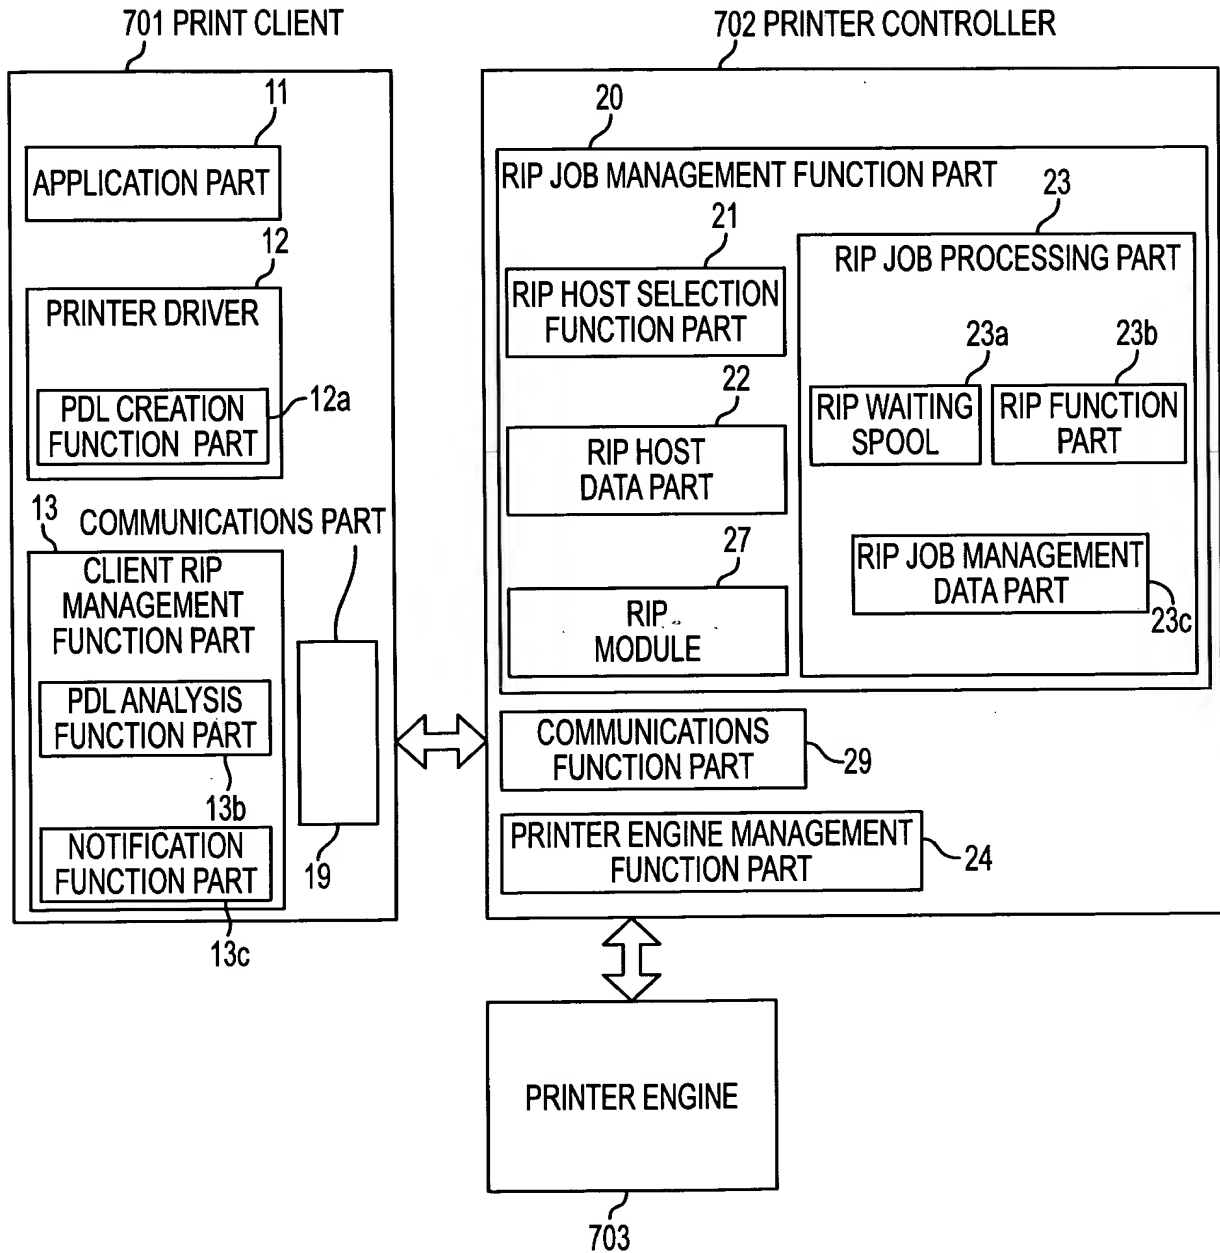 701 PRINT CLIENT
11
APPLICATION PART
12
PRINTER DRIVER
PDL CREATION
FUNCTION PART
12a
13
COMMUNICATIONS PART
CLIENT RIP
MANAGEMENT
FUNCTION PART
PDL ANALYSIS
FUNCTION PART
13b
NOTIFICATION
FUNCTION PART
13c
19
702 PRINTER CONTROLLER
20
RIP JOB MANAGEMENT FUNCTION PART
21
RIP HOST SELECTION
FUNCTION PART
22
RIP HOST
DATA PART
27
RIP
MODULE
23
RIP JOB PROCESSING PART
23a
RIP WAITING
SPOOL
23b
RIP FUNCTION
PART
RIP JOB MANAGEMENT
DATA PART
23c
COMMUNICATIONS
FUNCTION PART
29
PRINTER ENGINE MANAGEMENT
FUNCTION PART
24
PRINTER ENGINE
703